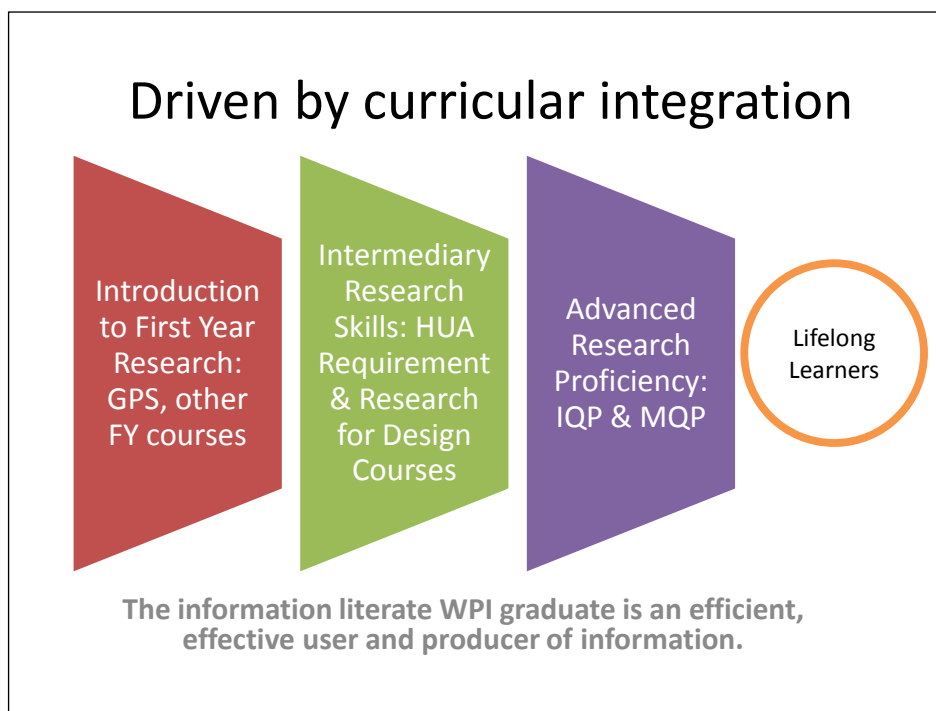 Driven by curricular integration
Introduction
to First Year
Research:
GPS, other
FY courses
Intermediary
Research
Skills: HUA
Requirement
& Research
for Design
Courses
Advanced
Research
Proficiency:
IQP & MQP
Lifelong
Learners
The information literate WPI graduate is an efficient,
effective user and producer of information.